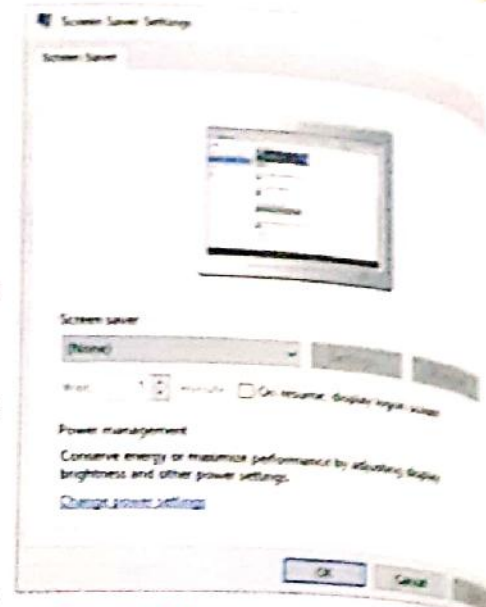 Screen Saver Settings
Screen Saver
Screen saver
(None)
Wait: 1 minutes On resume, display logon
Power management
Conserve energy or maximize performance by adjusting display
brightness and other power settings.
Change power settings
OK Cancel